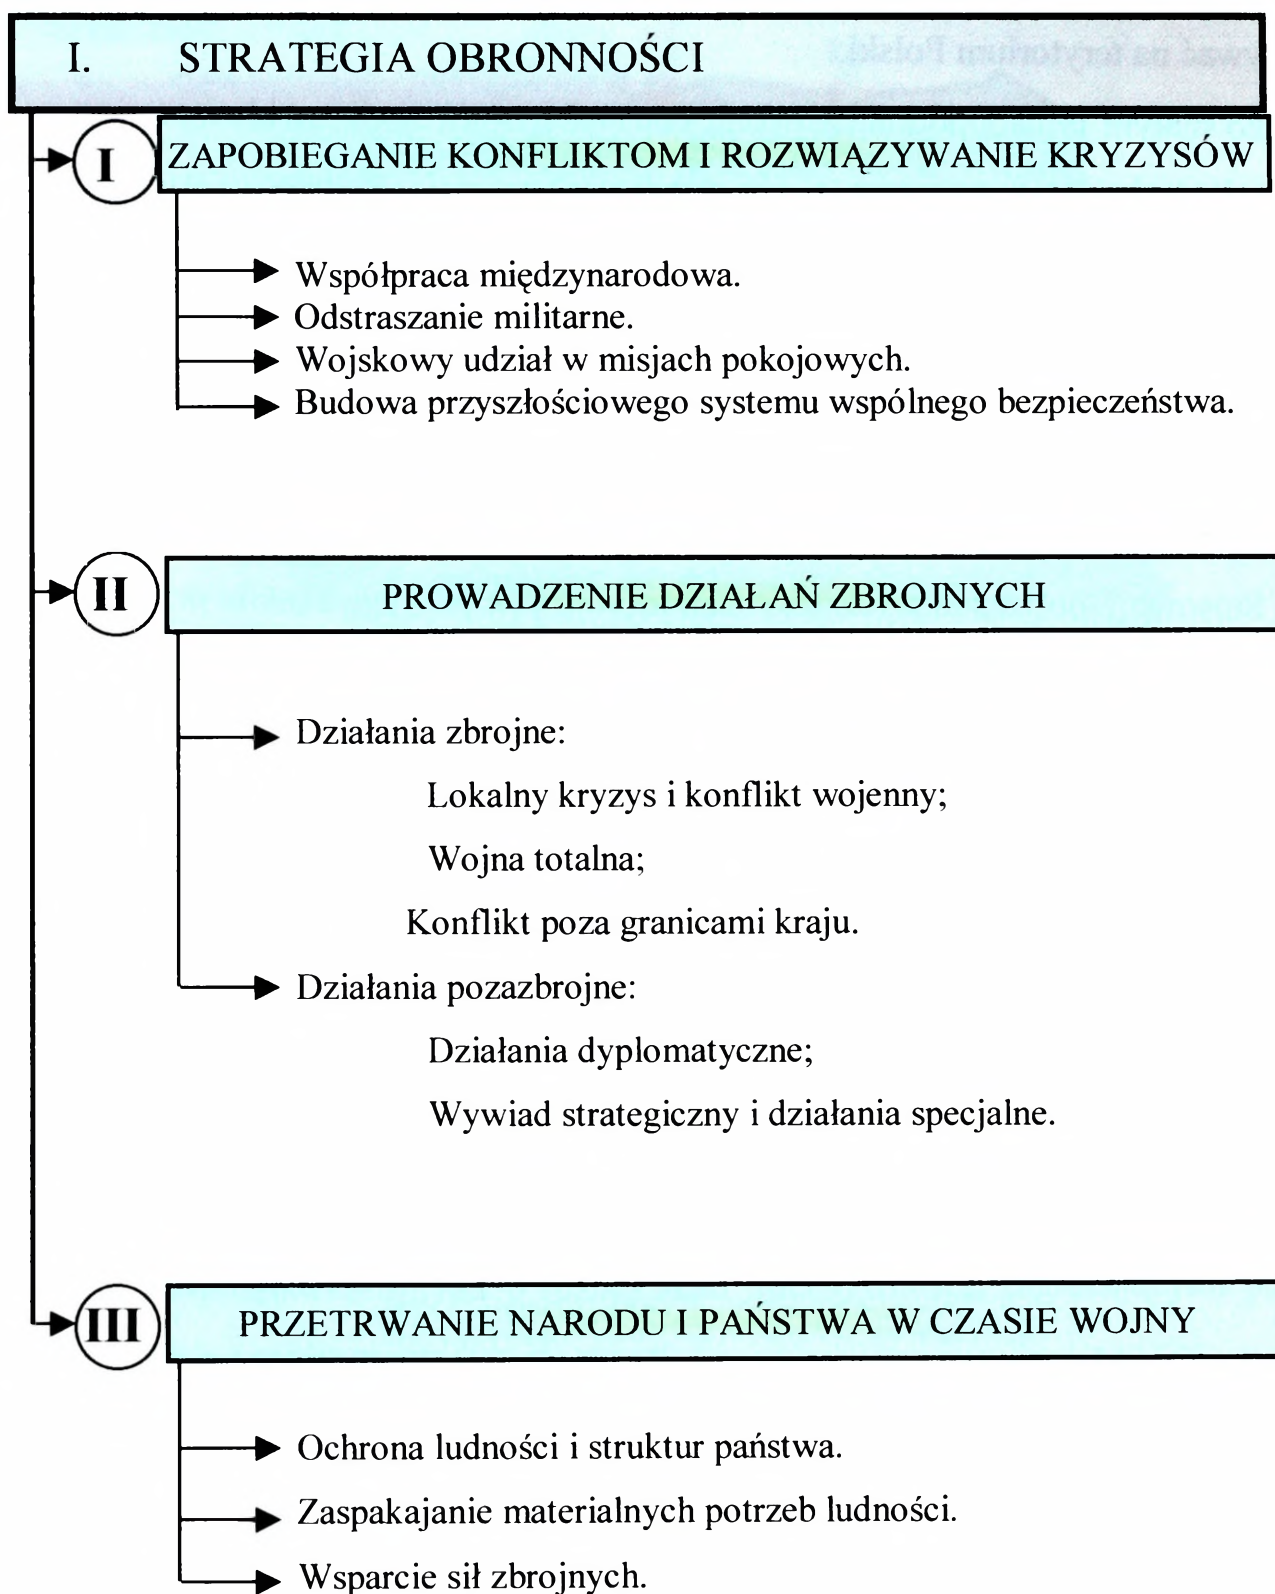 I. STRATEGIA OBRONNOŚCI
I ZAPOBIEGANIE KONFLIKTOM I ROZWIĄZYWANIE KRYZYSÓW
Współpraca międzynarodowa.
Odstraszanie militarne.
Wojskowy udział w misjach pokojowych.
Budowa przyszłościowego systemu wspólnego bezpieczeństwa.
II PROWADZENIE DZIAŁAŃ ZBROJNYCH
Działania zbrojne:
Lokalny kryzys i konflikt wojenny;
Wojna totalna;
Konflikt poza granicami kraju.
Działania pozazbrojne:
Działania dyplomatyczne;
Wywiad strategiczny i działania specjalne.
III PRZETRWANIE NARODU I PAŃSTWA W CZASIE WOJNY
Ochrona ludności i struktur państwa.
Zaspakajanie materialnych potrzeb ludności.
Wsparcie sił zbrojnych.